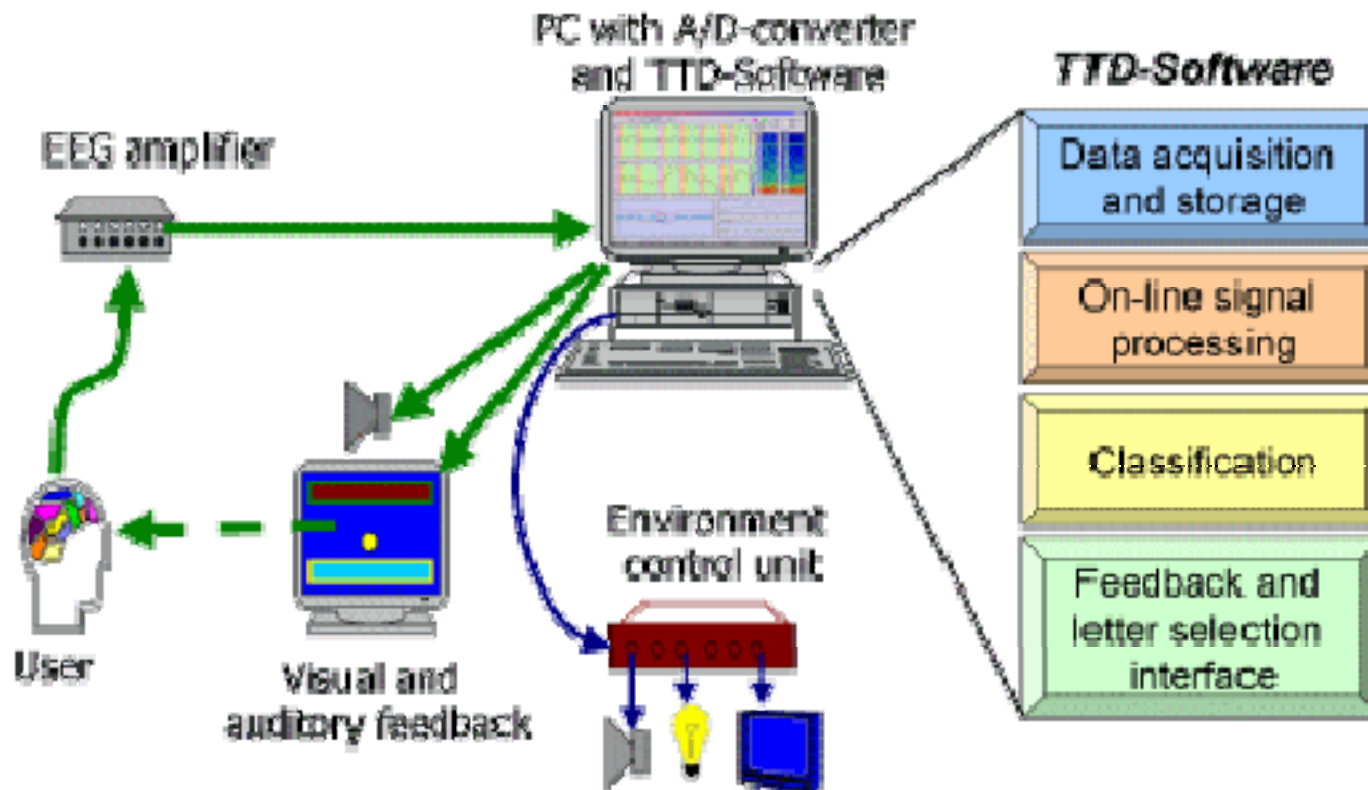 PC with A/D-converter
and TTD-Software
TTD-Software
EEG amplifier
Data acquisition
and storage
On-line signal
processing
Classification
Environment
control unit
Feedback and
letter selection
interface
User
Visual and
auditory feedback